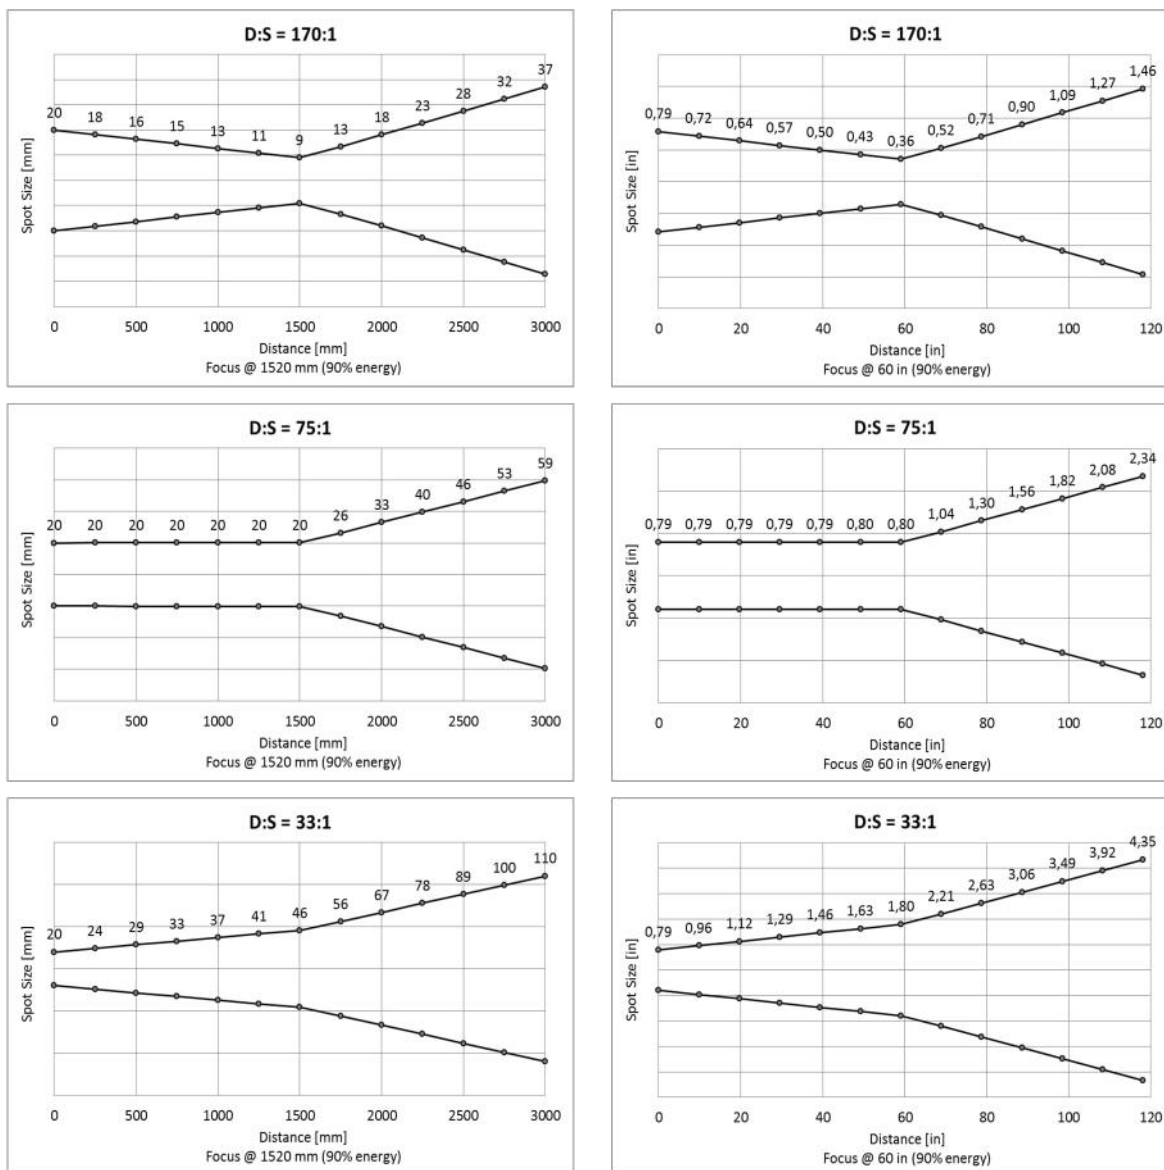 D:S = 170:1
Spot Size [mm]
20 18 16 15 13 11 9 13 18 23 28 32 37
0 500 1000 1500 2000 2500 3000
Distance [mm]
Focus @ 1520 mm (90% energy)
D:S = 170:1
Spot Size [in]
0,79 0,72 0,64 0,57 0,50 0,43 0,36 0,52 0,71 0,90 1,09 1,27 1,46
0 20 40 60 80 100 120
Distance [in]
Focus @ 60 in (90% energy)
D:S = 75:1
Spot Size [mm]
20 20 20 20 20 20 20 26 33 40 46 53 59
0 500 1000 1500 2000 2500 3000
Distance [mm]
Focus @ 1520 mm (90% energy)
D:S = 75:1
Spot Size [in]
0,79 0,79 0,79 0,79 0,79 0,80 0,80 1,04 1,30 1,56 1,82 2,08 2,34
0 20 40 60 80 100 120
Distance [in]
Focus @ 60 in (90% energy)
D:S = 33:1
Spot Size [mm]
20 24 29 33 37 41 46 56 67 78 89 100 110
0 500 1000 1500 2000 2500 3000
Distance [mm]
Focus @ 1520 mm (90% energy)
D:S = 33:1
Spot Size [in]
0,79 0,96 1,12 1,29 1,46 1,63 1,80 2,21 2,63 3,06 3,49 3,92 4,35
0 20 40 60 80 100 120
Distance [in]
Focus @ 60 in (90% energy)